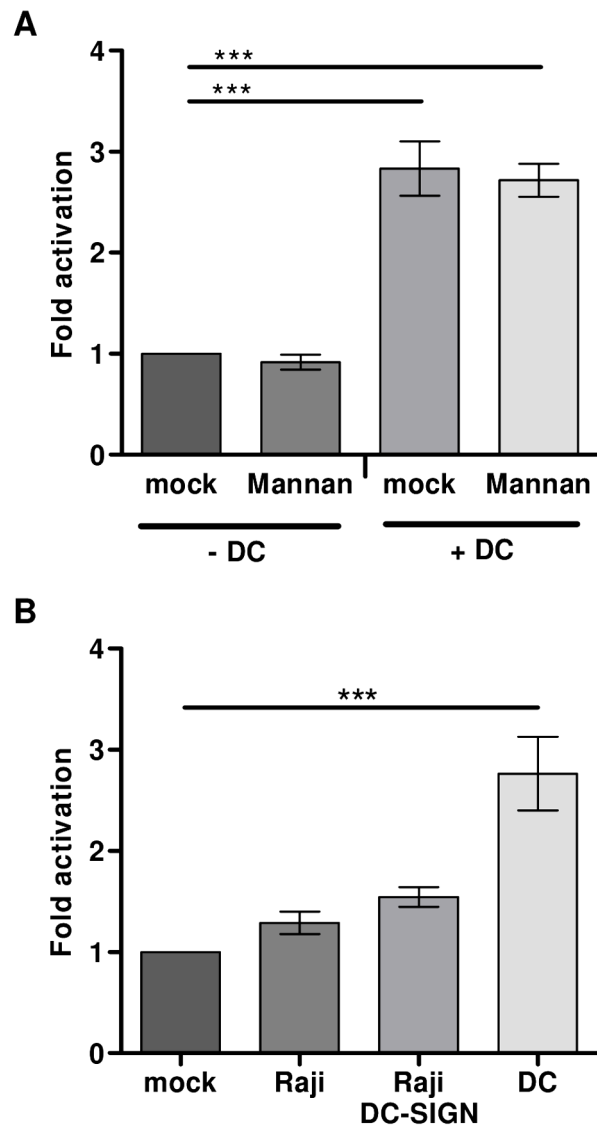 A
4
***
***
3
2
1
0
Fold activation
mock Mannan mock Mannan
- DC + DC
B
4
***
3
2
1
0
Fold activation
mock Raji Raji DC
DC-SIGN